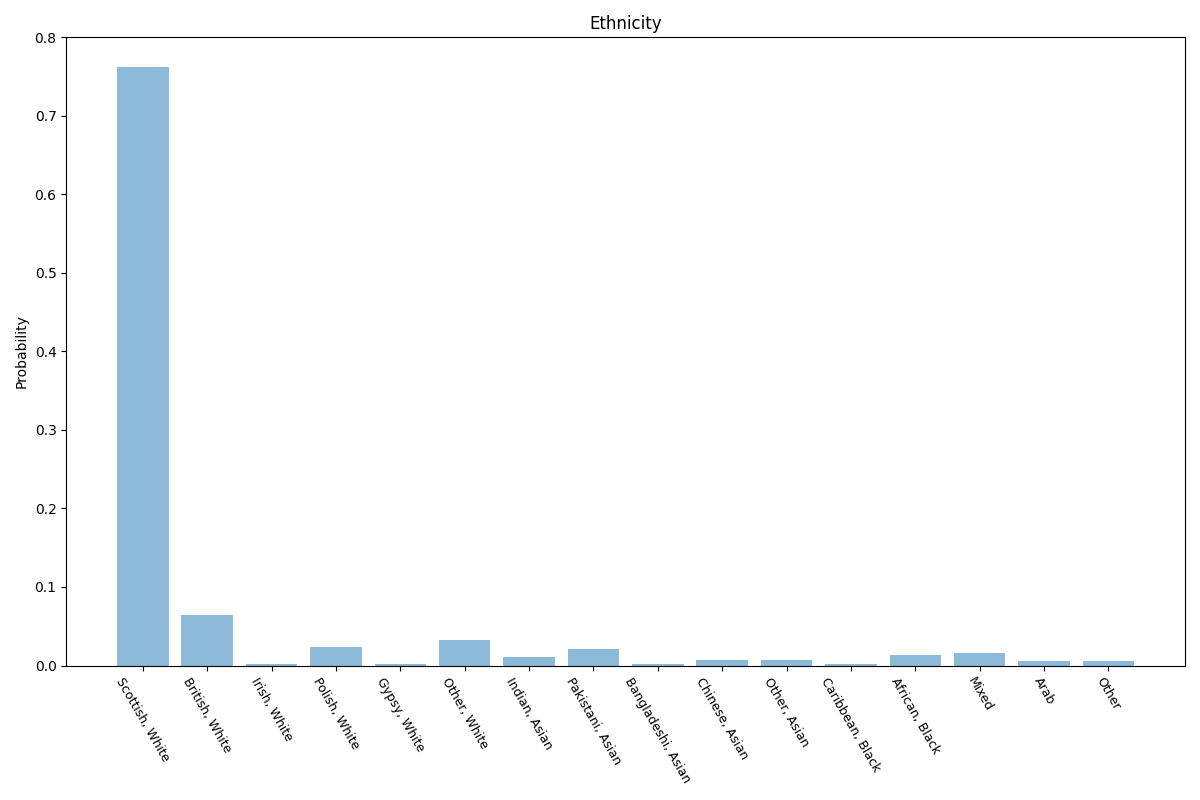 Ethnicity
Probability
0.8
0.7
0.6
0.5
0.4
0.3
0.2
0.1
0.0
Scottish, White
British, White
Irish, White
Polish, White
Gypsy, White
Other, White
Indian, Asian
Pakistani, Asian
Bangladeshi, Asian
Chinese, Asian
Other, Asian
Caribbean, Black
African, Black
Mixed
Arab
Other